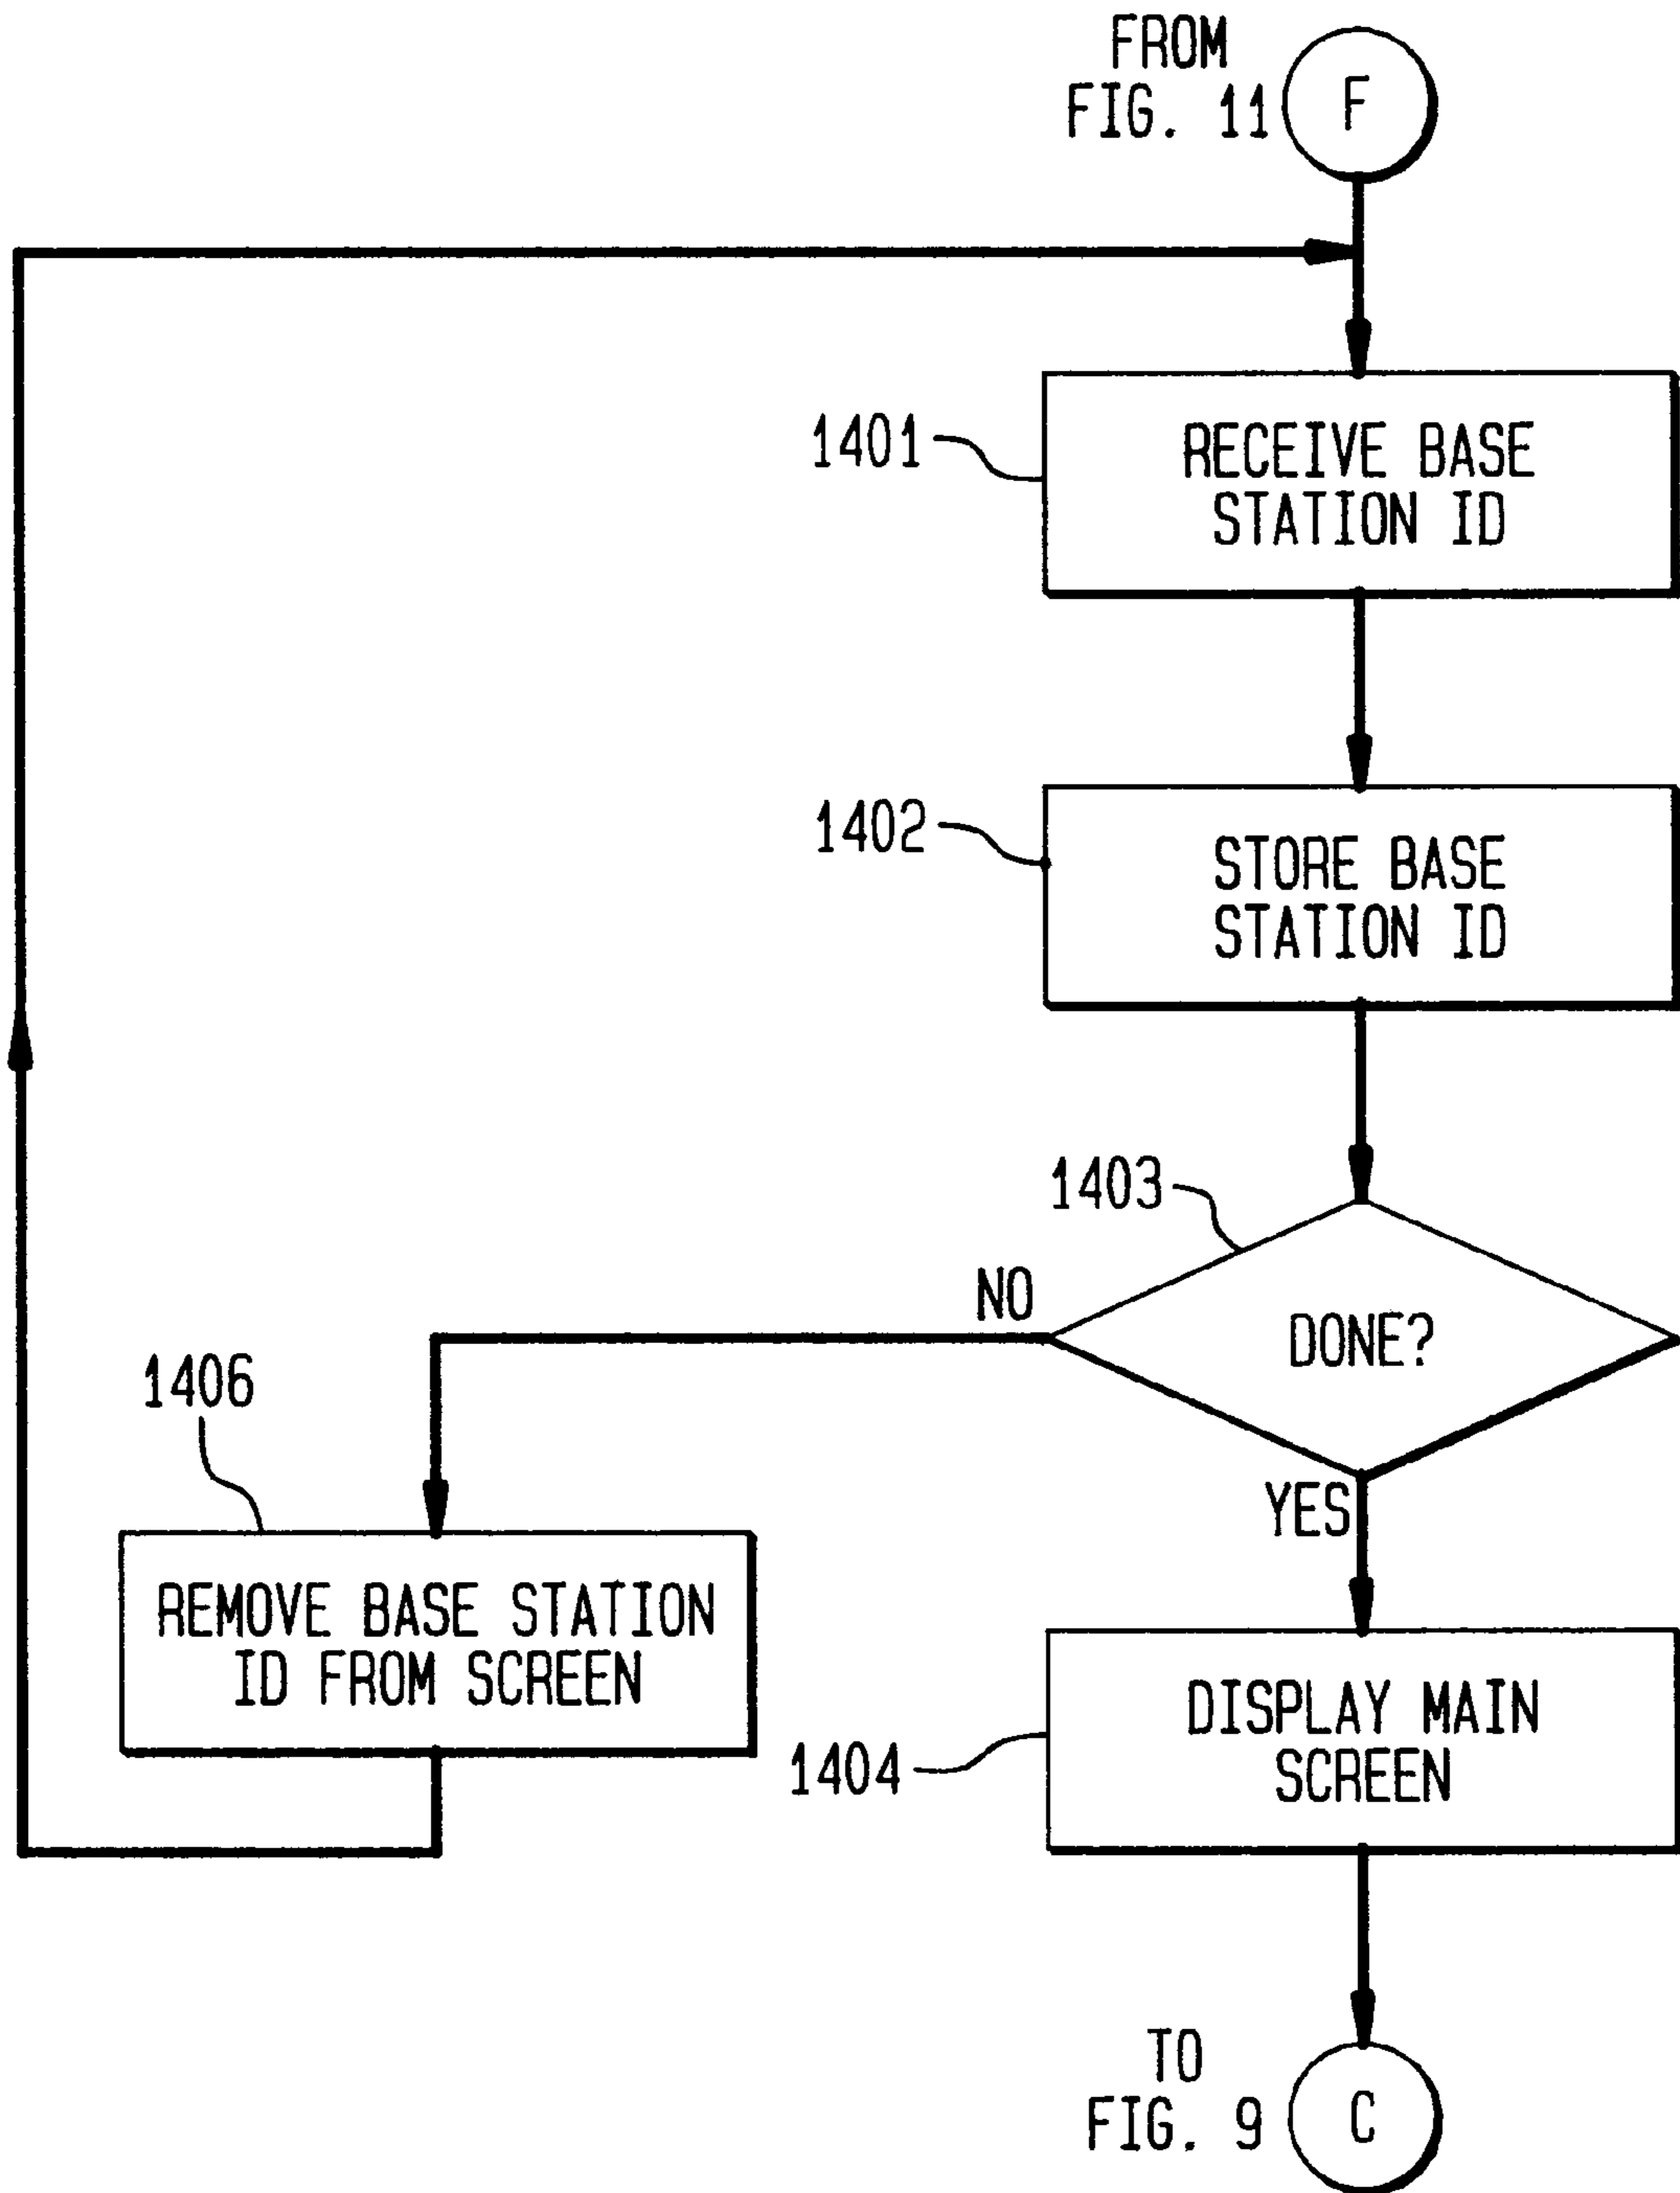 FROM
FIG. 11
F
1401
RECEIVE BASE
STATION ID
1402
STORE BASE
STATION ID
1403
NO
DONE?
YES
1406
REMOVE BASE STATION
ID FROM SCREEN
1404
DISPLAY MAIN
SCREEN
TO
FIG. 9
C